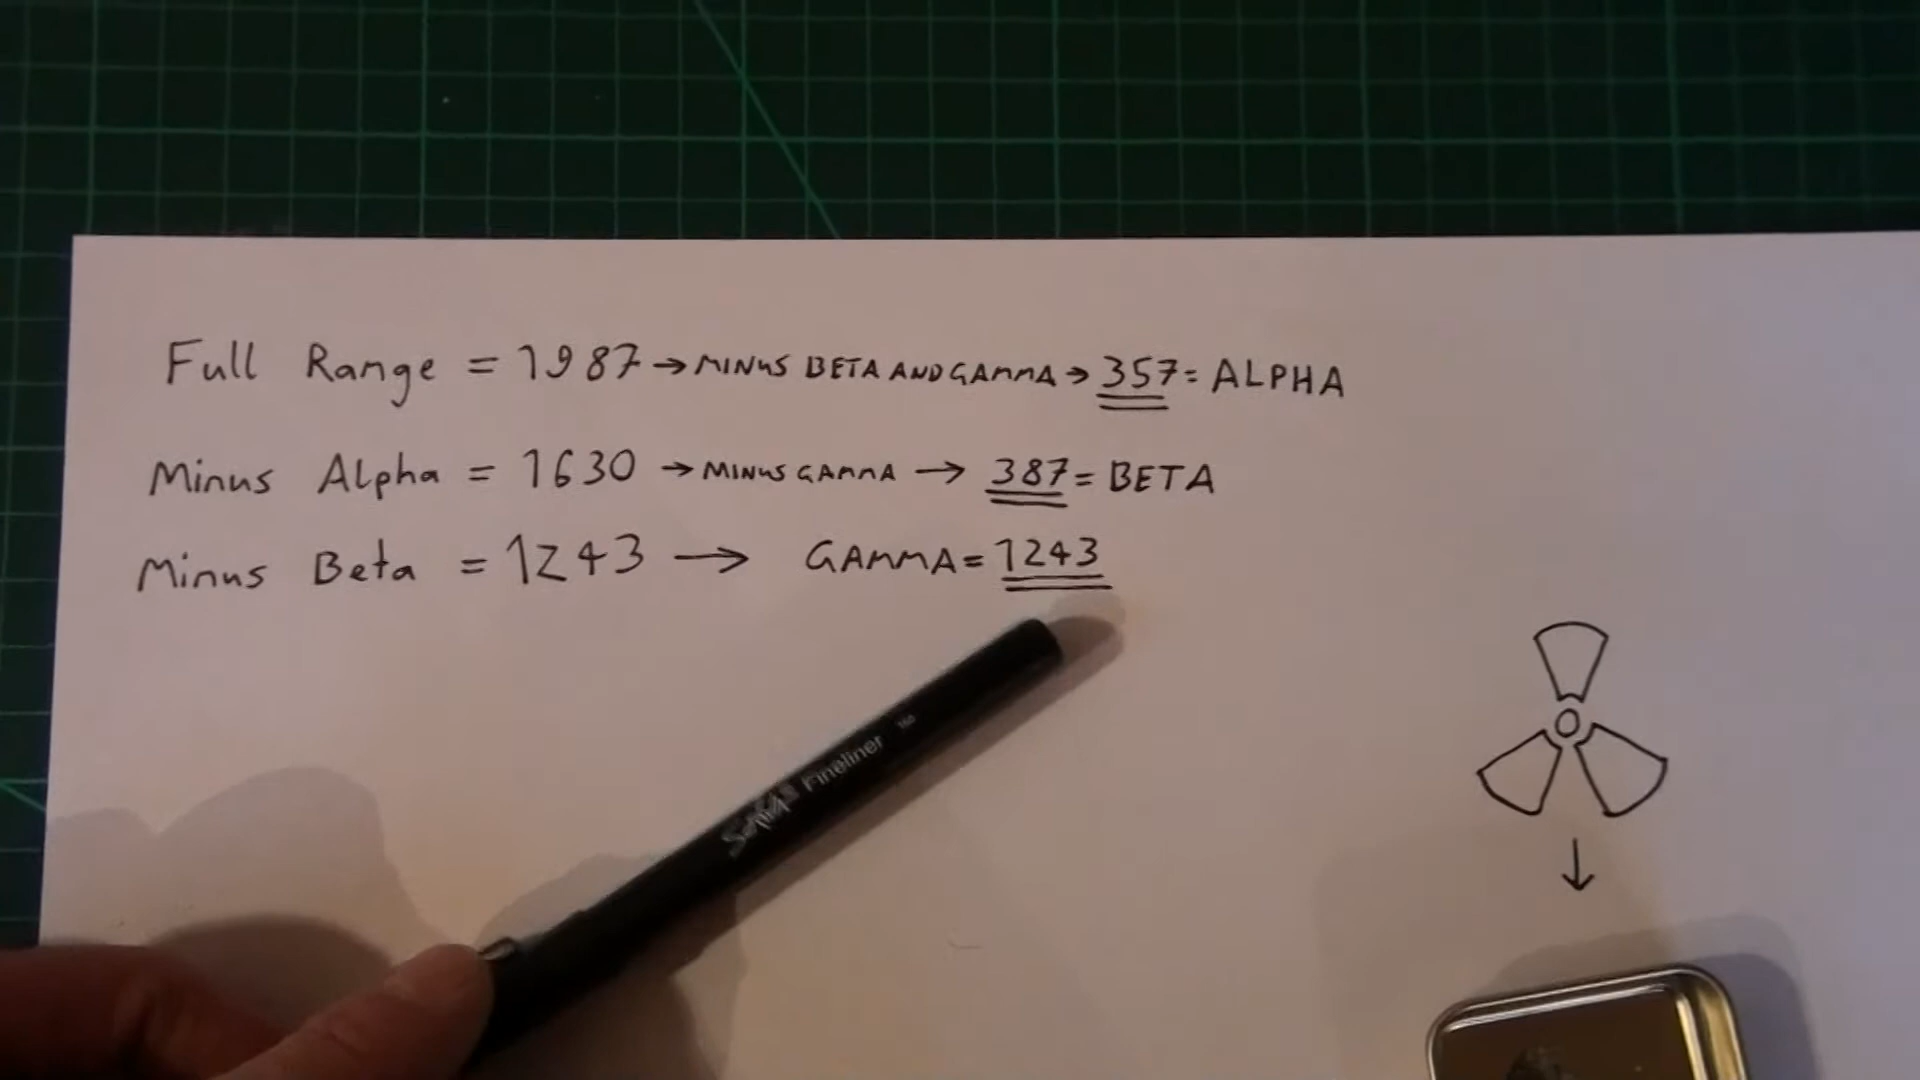 Full Range = 1987 → MINUS BETA AND GAMMA → 357 = ALPHA
Minus Alpha = 1630 → MINUS GAMMA → 387 = BETA
Minus Beta = 1243 → GAMMA = 1243
Fineliner 160